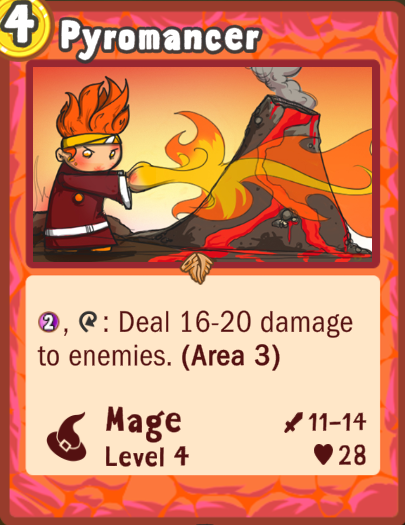 4
Pyromancer
2, : Deal 16-20 damage
to enemies. (Area 3)
Mage
Level 4
11-14
28